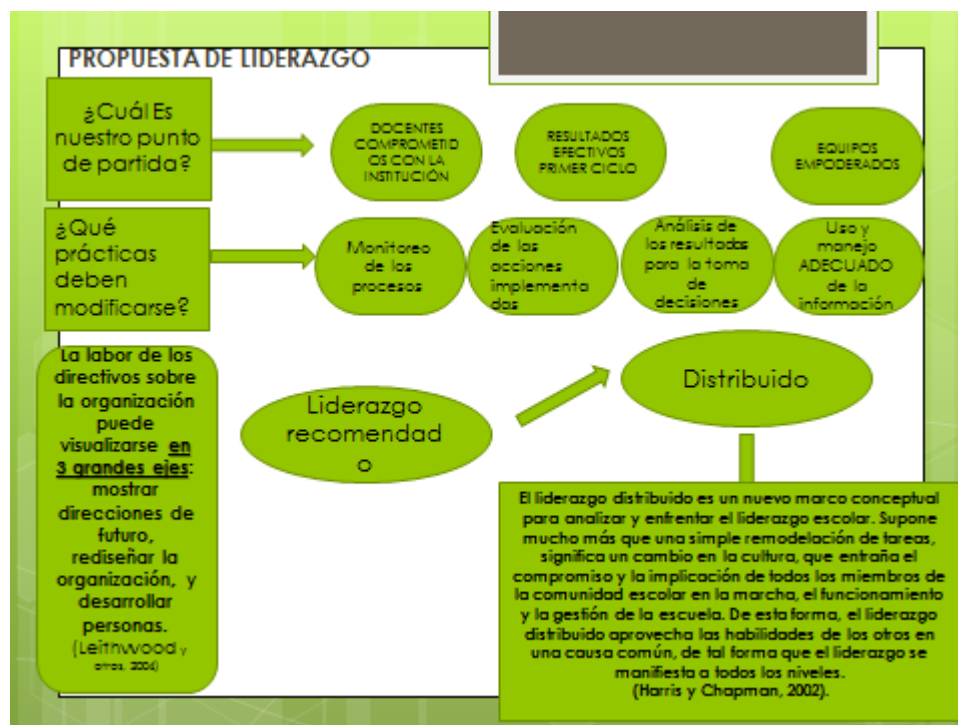 PROPUESTA DE LIDERAZGO
¿Cuál Es
nuestro punto
de partida?
DOCENTES
COMPROMETID
OS CON LA
INSTITUCIÓN
RESULTADOS
EFECTIVOS
PRIMER CICLO
EQUIPOS
EMPODERADOS
¿Qué
prácticas
deben
modificarse?
Monitoreo
de los
procesos
Evaluación
de las
acciones
implementa
das
Análisis de
los resultados
para la toma
de
decisiones
Uso y
manejo
ADECUADO
de la
información
La labor de los
directivos sobre
la organización
puede
visualizarse en
3 grandes ejes:
mostrar
direcciones de
futuro,
rediseñar la
organización, y
desarrollar
personas.
(Leithwood y
otros, 2006)
Liderazgo
recomendad
o
Distribuido
El liderazgo distribuido es un nuevo marco conceptual
para analizar y enfrentar el liderazgo escolar. Supone
mucho más que una simple remodelación de tareas,
significa un cambio en la cultura, que entraña el
compromiso y la implicación de todos los miembros de
la comunidad escolar en la marcha, el funcionamiento
y la gestión de la escuela. De esta forma, el liderazgo
distribuido aprovecha las habilidades de los otros en
una causa común, de tal forma que el liderazgo se
manifiesta a todos los niveles.
(Harris y Chapman, 2002).